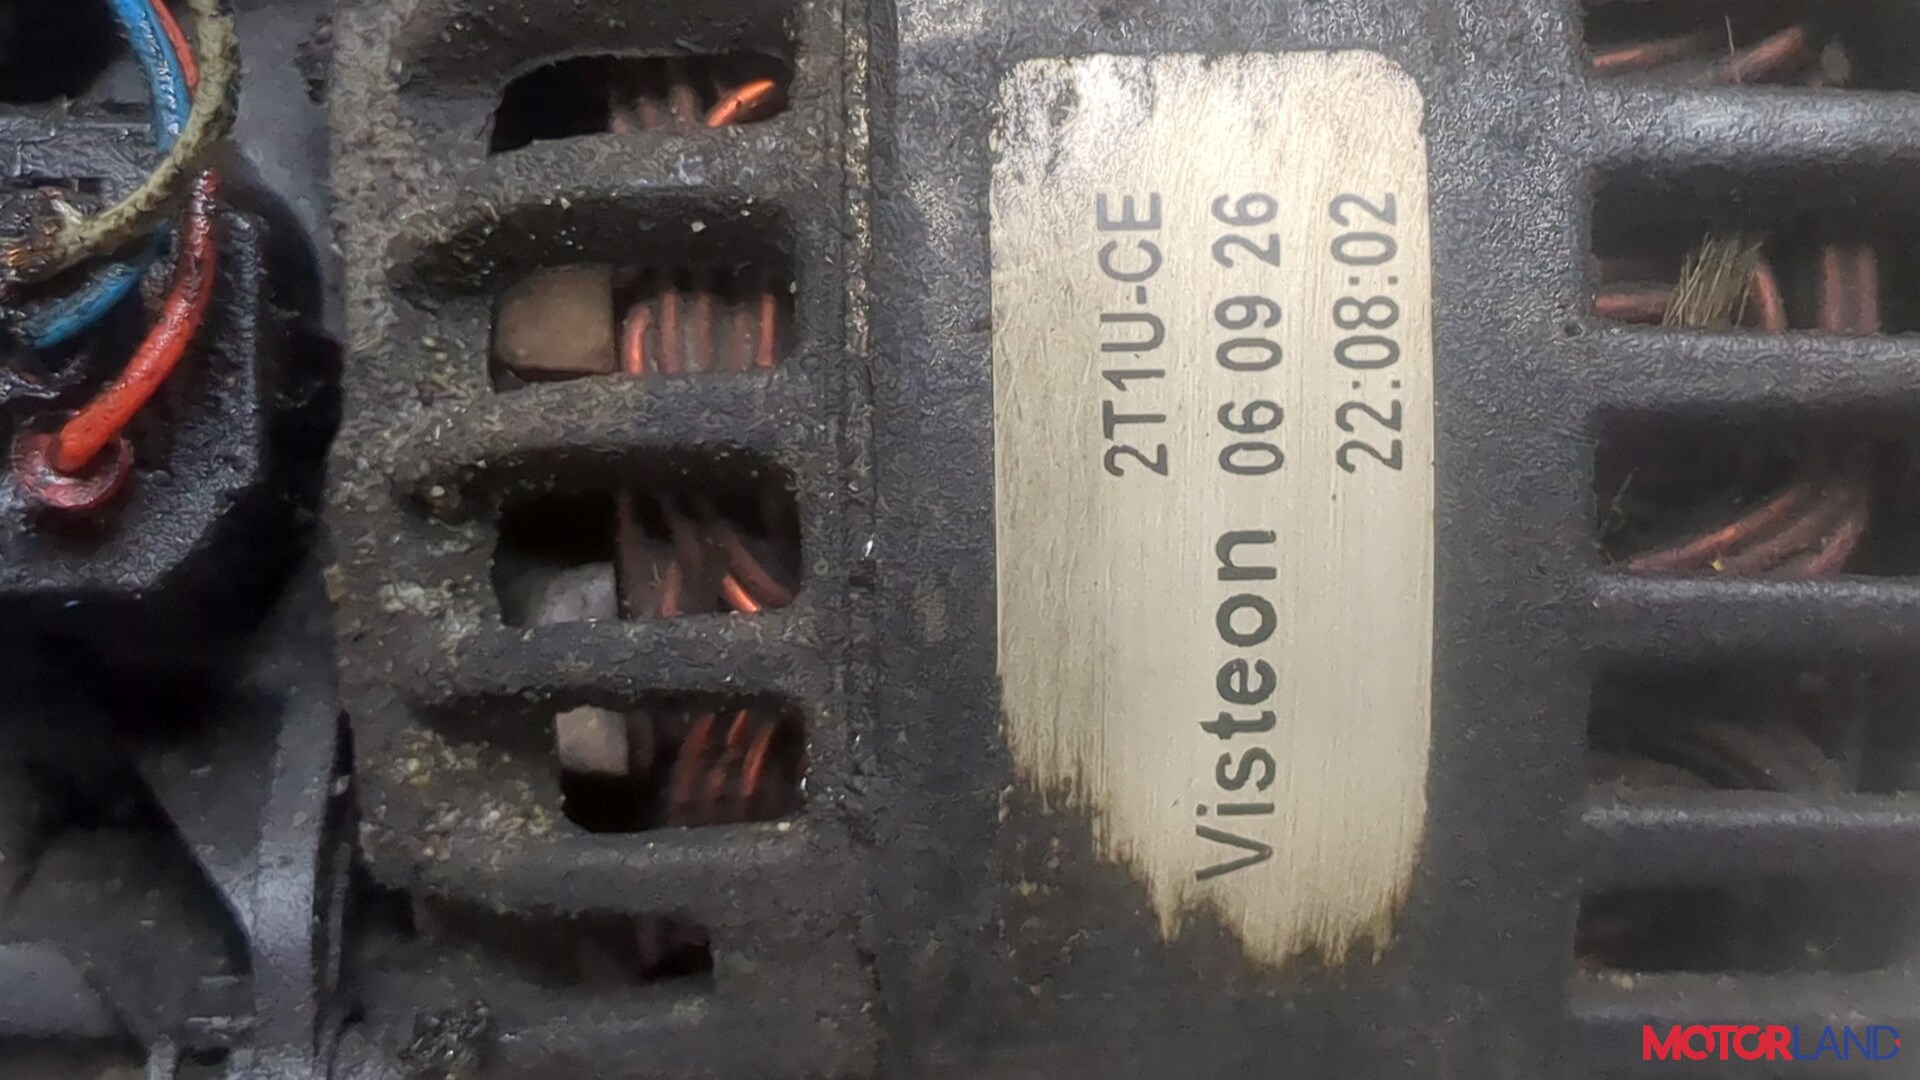 2T1U-CE
Visteon 06 09 26
22:08:02
MOTORLAND